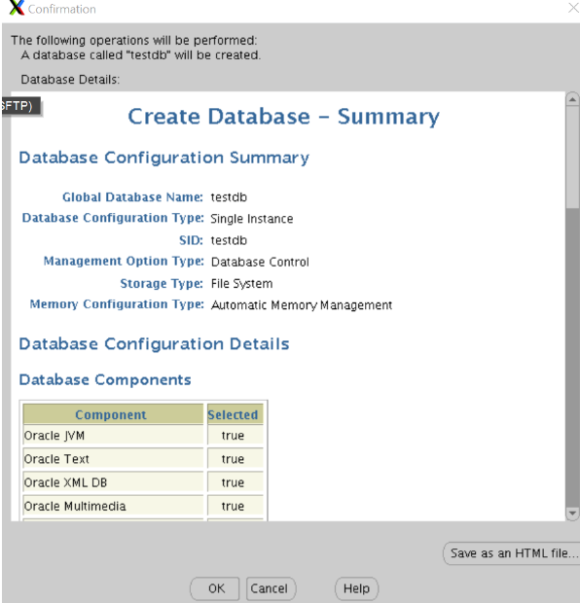 Confirmation
The following operations will be performed:
A database called "testdb" will be created.
Database Details:
SFTP)
Create Database - Summary
Database Configuration Summary
Global Database Name: testdb
Database Configuration Type: Single Instance
SID: testdb
Management Option Type: Database Control
Storage Type: File System
Memory Configuration Type: Automatic Memory Management
Database Configuration Details
Database Components
Component Selected
Oracle JVM true
Oracle Text true
Oracle XML DB true
Oracle Multimedia true
Save as an HTML file...
OK Cancel Help